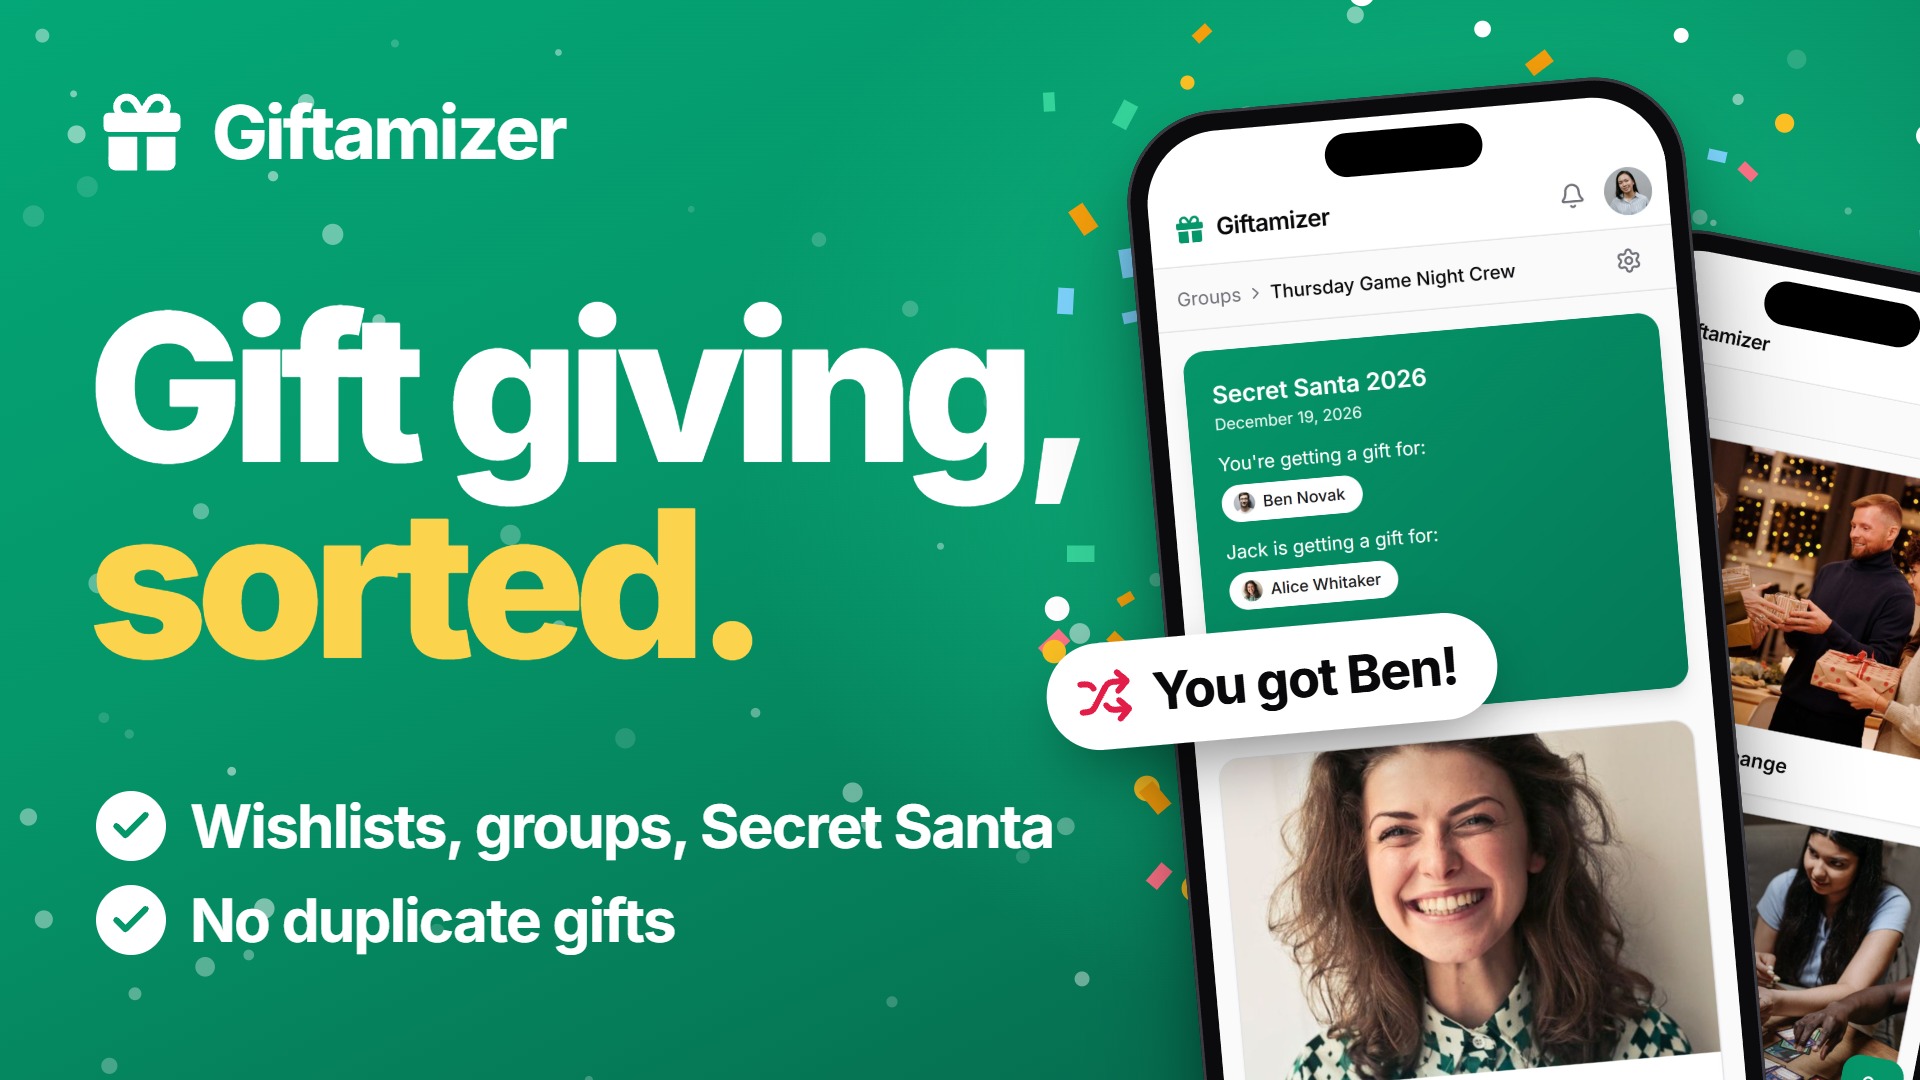 Giftamizer
Gift giving,
sorted.
Wishlists, groups, Secret Santa
No duplicate gifts
Giftamizer
Groups > Thursday Game Night Crew
Secret Santa 2026
December 19, 2026
You're getting a gift for:
Ben Novak
Jack is getting a gift for:
Alice Whitaker
You got Ben!
ftamizer
ange